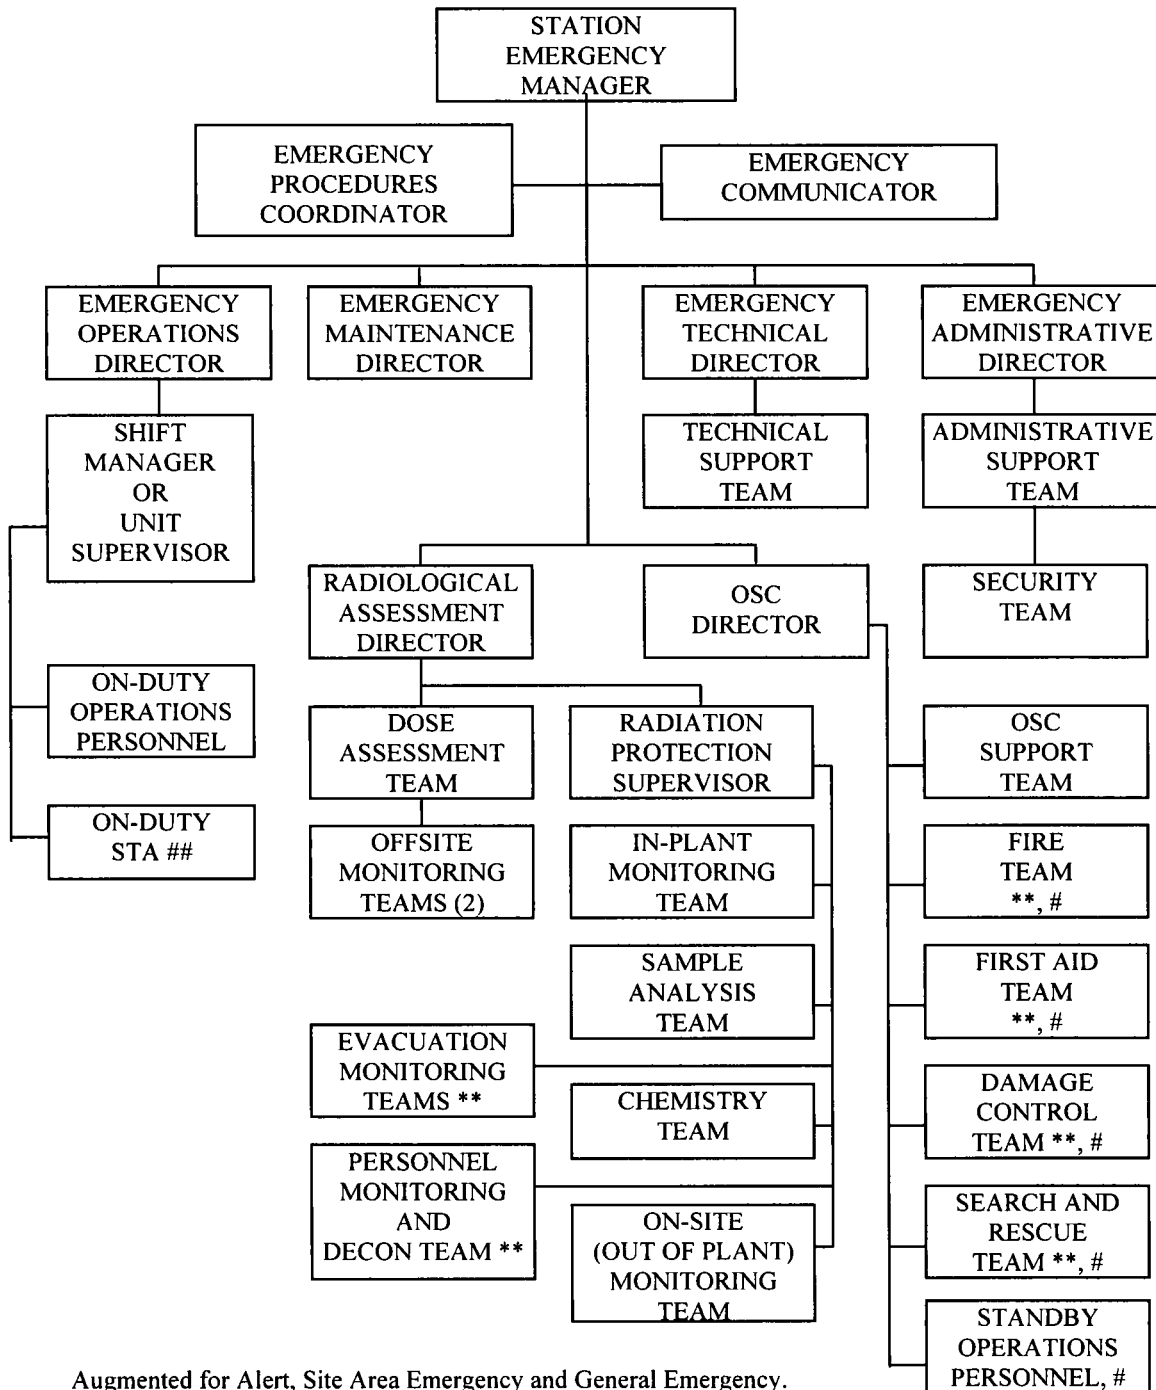 STATION
EMERGENCY
MANAGER
EMERGENCY
PROCEDURES
COORDINATOR
EMERGENCY
COMMUNICATOR
EMERGENCY
OPERATIONS
DIRECTOR
EMERGENCY
MAINTENANCE
DIRECTOR
EMERGENCY
TECHNICAL
DIRECTOR
EMERGENCY
ADMINISTRATIVE
DIRECTOR
SHIFT
MANAGER
OR
UNIT
SUPERVISOR
TECHNICAL
SUPPORT
TEAM
ADMINISTRATIVE
SUPPORT
TEAM
RADIOLOGICAL
ASSESSMENT
DIRECTOR
OSC
DIRECTOR
SECURITY
TEAM
ON-DUTY
OPERATIONS
PERSONNEL
DOSE
ASSESSMENT
TEAM
RADIATION
PROTECTION
SUPERVISOR
OSC
SUPPORT
TEAM
ON-DUTY
STA ##
OFFSITE
MONITORING
TEAMS (2)
IN-PLANT
MONITORING
TEAM
FIRE
TEAM
**, #
SAMPLE
ANALYSIS
TEAM
FIRST AID
TEAM
**, #
EVACUATION
MONITORING
TEAMS **
CHEMISTRY
TEAM
DAMAGE
CONTROL
TEAM **, #
PERSONNEL
MONITORING
AND
DECON TEAM **
ON-SITE
(OUT OF PLANT)
MONITORING
TEAM
SEARCH AND
RESCUE
TEAM **, #
STANDBY
OPERATIONS
PERSONNEL, #
Augmented for Alert, Site Area Emergency and General Emergency.